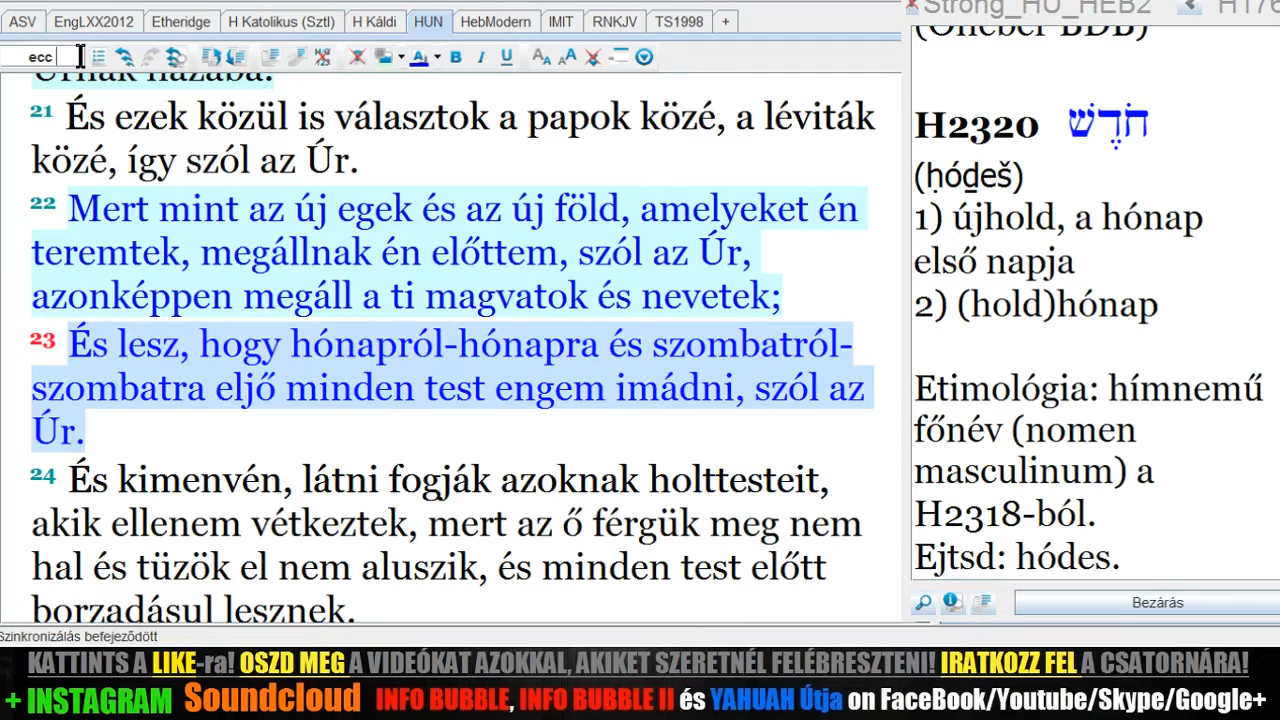 ASV EngLXX2012 Etheridge H Katolikus (Sztl) H Káldi HUN HebModern IMIT RNKJV TS1998 +
ecc
Úrnak házába.
21 És ezek közül is választok a papok közé, a léviták
közé, így szól az Úr.
22 Mert mint az új egek és az új föld, amelyeket én
teremtek, megállnak én előttem, szól az Úr,
azonképpen megáll a ti magvatok és nevetek;
23 És lesz, hogy hónapról-hónapra és szombatról-
szombatra eljő minden test engem imádni, szól az
Úr.
24 És kimenvén, látni fogják azoknak holttesteit,
akik ellenem vétkeztek, mert az ő férgük meg nem
hal és tüzök el nem aluszik, és minden test előtt
borzadásul lesznek.
Szinkronizálás befejeződött
Strong_HU_HEB2 H176
(Öncber BDB)
H2320 חֹדֶשׁ
(ḥóḏeš)
1) újhold, a hónap
első napja
2) (hold)hónap
Etimológia: hímnemű
főnév (nomen
masculinum) a
H2318-ból.
Ejtsd: hódes.
Bezárás
KATTINTS A LIKE-ra! OSZD MEG A VIDEÓKAT AZOKKAL, AKIKET SZERETNÉL FELÉBRESZTENI! IRATKOZZ FEL A CSATORNÁRA!
+ INSTAGRAM Soundcloud INFO BUBBLE, INFO BUBBLE II és YAHUAH Útja on FaceBook/Youtube/Skype/Google+